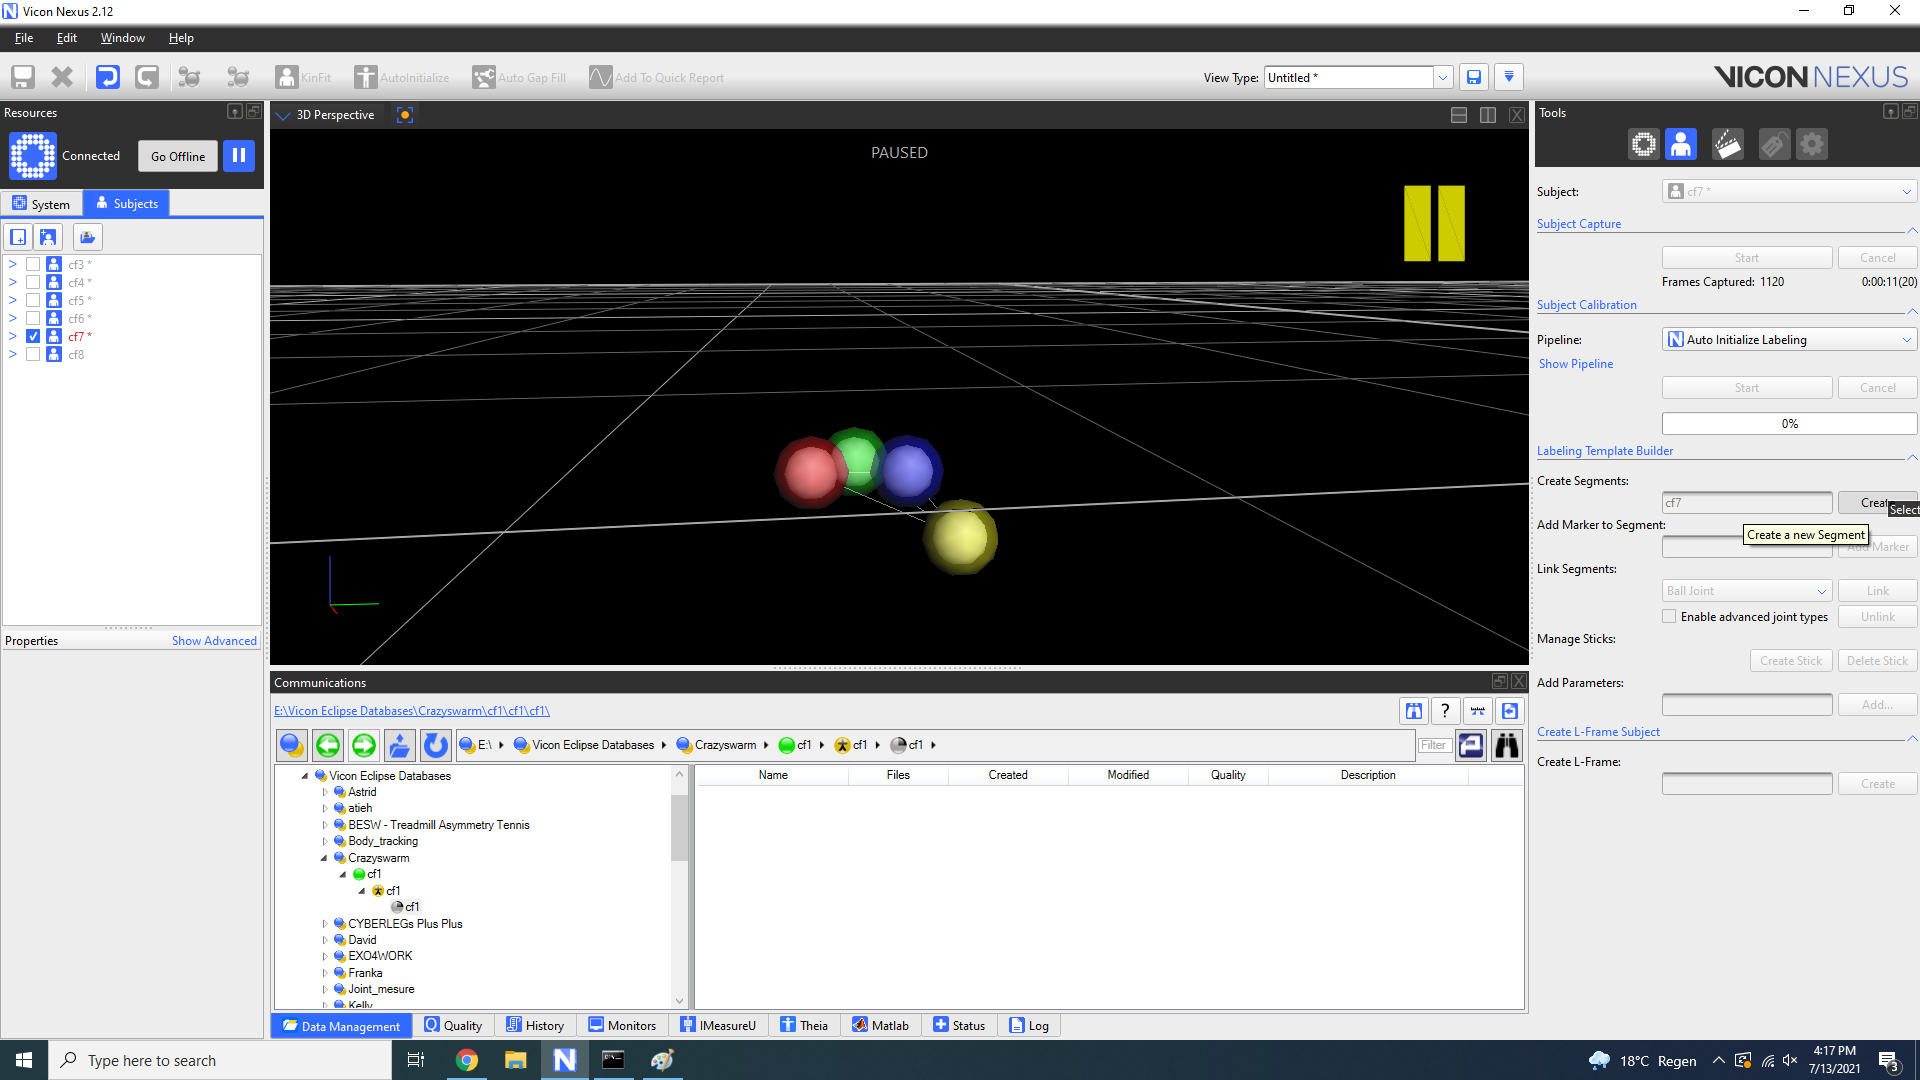 Vicon Nexus 2.12
File Edit Window Help
KinFit AutoInitialize Auto Gap Fill Add To Quick Report View Type: Untitled * VICON NEXUS
Resources
Connected Go Offline
System Subjects
cf3 *
cf4 *
cf5 *
cf6 *
cf7 *
cf8
Properties Show Advanced
3D Perspective
PAUSED
Communications
E:\Vicon Eclipse Databases\Crazyswarm\cf1\cf1\cf1\
E:\ Vicon Eclipse Databases Crazyswarm cf1 cf1 cf1 Filter
Vicon Eclipse Databases
Astrid
atieh
BESW - Treadmill Asymmetry Tennis
Body_tracking
Crazyswarm
cf1
cf1
cf1
CYBERLEGs Plus Plus
David
EXO4WORK
Franka
Joint_mesure
Kelly
Name Files Created Modified Quality Description
Data Management Quality History Monitors IMeasureU Theia Matlab Status Log
Tools
Subject: cf7 *
Subject Capture
Start Cancel
Frames Captured: 1120 0:00:11(20)
Subject Calibration
Pipeline: Auto Initialize Labeling
Show Pipeline
Start Cancel
0%
Labeling Template Builder
Create Segments:
cf7 Create
Select
Add Marker to Segment:
Create a new Segment
Add Marker
Link Segments:
Ball Joint Link
Enable advanced joint types Unlink
Manage Sticks:
Create Stick Delete Stick
Add Parameters:
Add...
Create L-Frame Subject
Create L-Frame:
Create
Type here to search
18°C Regen
4:17 PM
7/13/2021
3